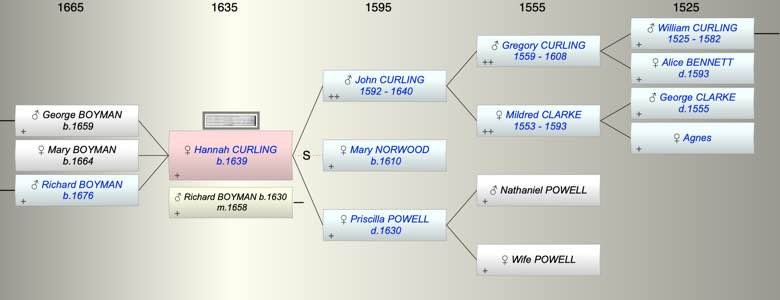 1665
1635
1595
1555
1525
♂ George BOYMAN
b.1659
+
♀ Mary BOYMAN
b.1664
+
♂ Richard BOYMAN
b.1676
+
♀ Hannah CURLING
b.1639
+
♂ Richard BOYMAN b.1630
m.1658
+
♂ John CURLING
1592 - 1640
++
S
♀ Mary NORWOOD
b.1610
+
♀ Priscilla POWELL
d.1630
+
♂ Gregory CURLING
1559 - 1608
++
♀ Mildred CLARKE
1553 - 1593
++
♂ Nathaniel POWELL
+
♀ Wife POWELL
+
♂ William CURLING
1525 - 1582
+
♀ Alice BENNETT
d.1593
+
♂ George CLARKE
d.1555
+
♀ Agnes
+